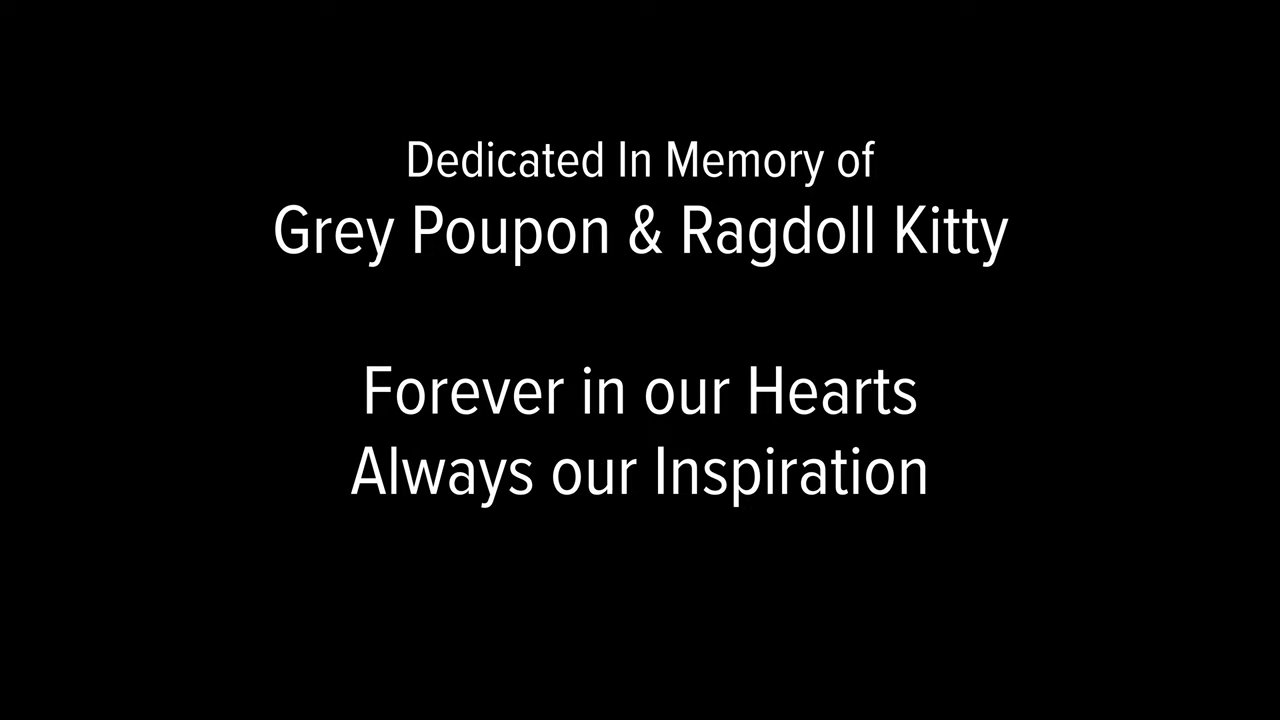 Dedicated In Memory of
Grey Poupon & Ragdoll Kitty
Forever in our Hearts
Always our Inspiration